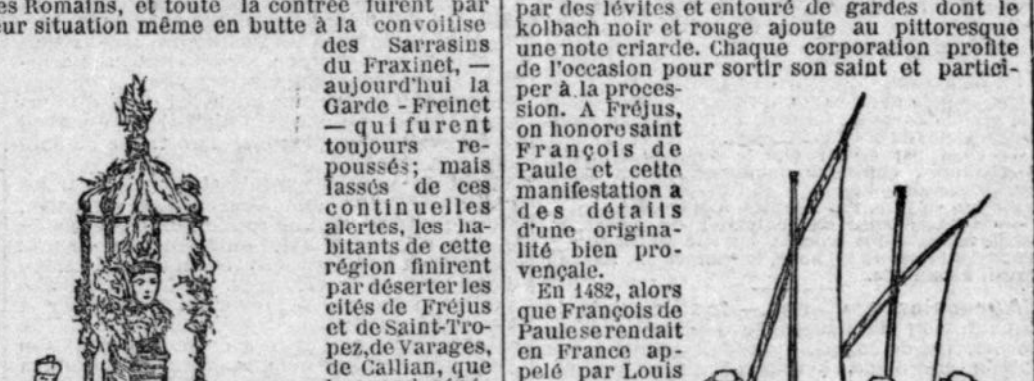 es Romains, et toute la contrée furent par
eur situation même en butte à la convoitise
des Sarrasins
du Fraxinet, —
aujourd'hui la
Garde - Freinet
— qui furent
toujours re-
poussés; mais
lassés de ces
continuelles
alertes, les ha-
bitants de cette
région finirent
par déserter les
cités de Fréjus
et de Saint-Tro-
pez, de Varages,
de Callian, que
par des lévites et entouré de gardes dont le
kolbach noir et rouge ajoute au pittoresque
une note criarde. Chaque corporation profite
de l'occasion pour sortir son saint et partici-
per à la proces-
sion. A Fréjus,
on honore saint
François de
Paule et cette
manifestation a
des détails
d'une origina-
lité bien pro-
vençale.
En 1482, alors
que François de
Paule se rendait
en France ap-
pelé par Louis